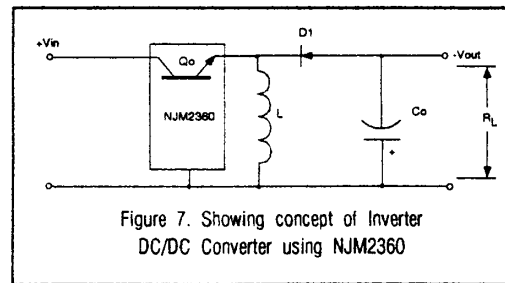 D1
+Vin
-Vout
Qo
NJM2360
L
Co
RL
+
Figure 7. Showing concept of Inverter
DC/DC Converter using NJM2360